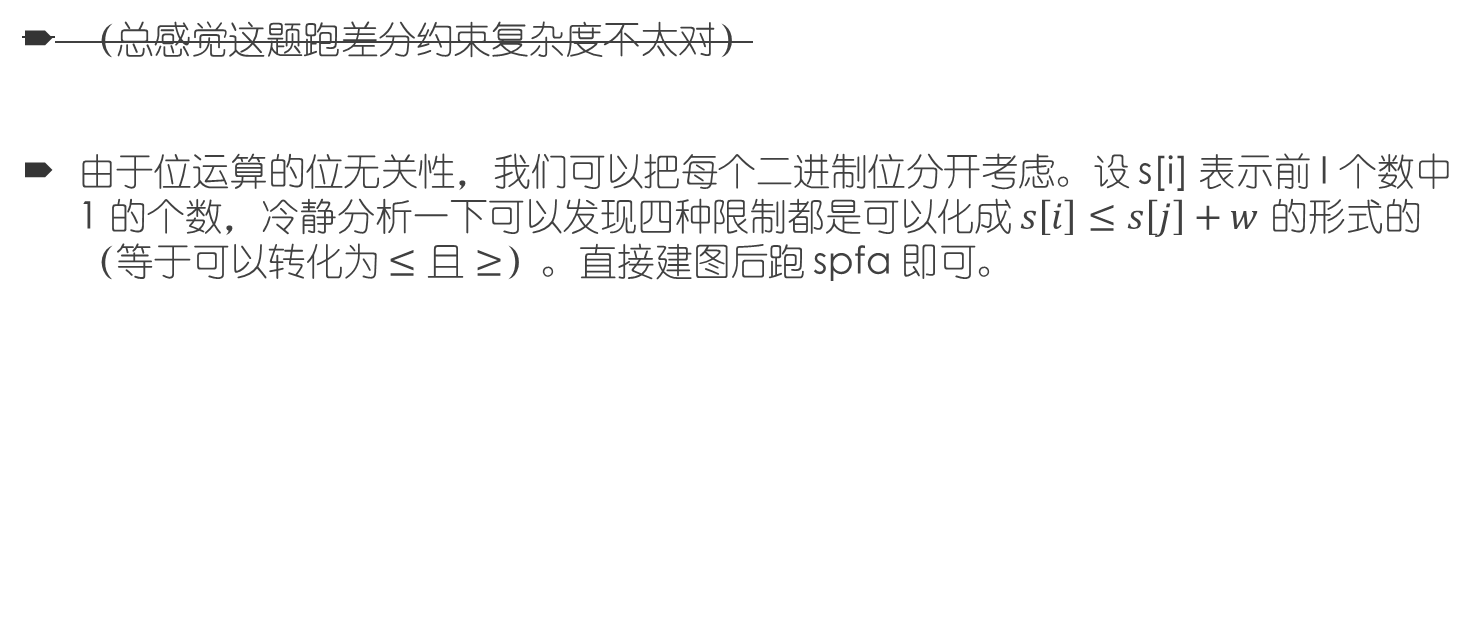 （总感觉这题跑差分约束复杂度不太对）
由于位运算的位无关性，我们可以把每个二进制位分开考虑。设 s[i] 表示前 I 个数中
1 的个数，冷静分析一下可以发现四种限制都是可以化成 s[i] ≤ s[j] + w 的形式的
（等于可以转化为 ≤ 且 ≥）。直接建图后跑 spfa 即可。